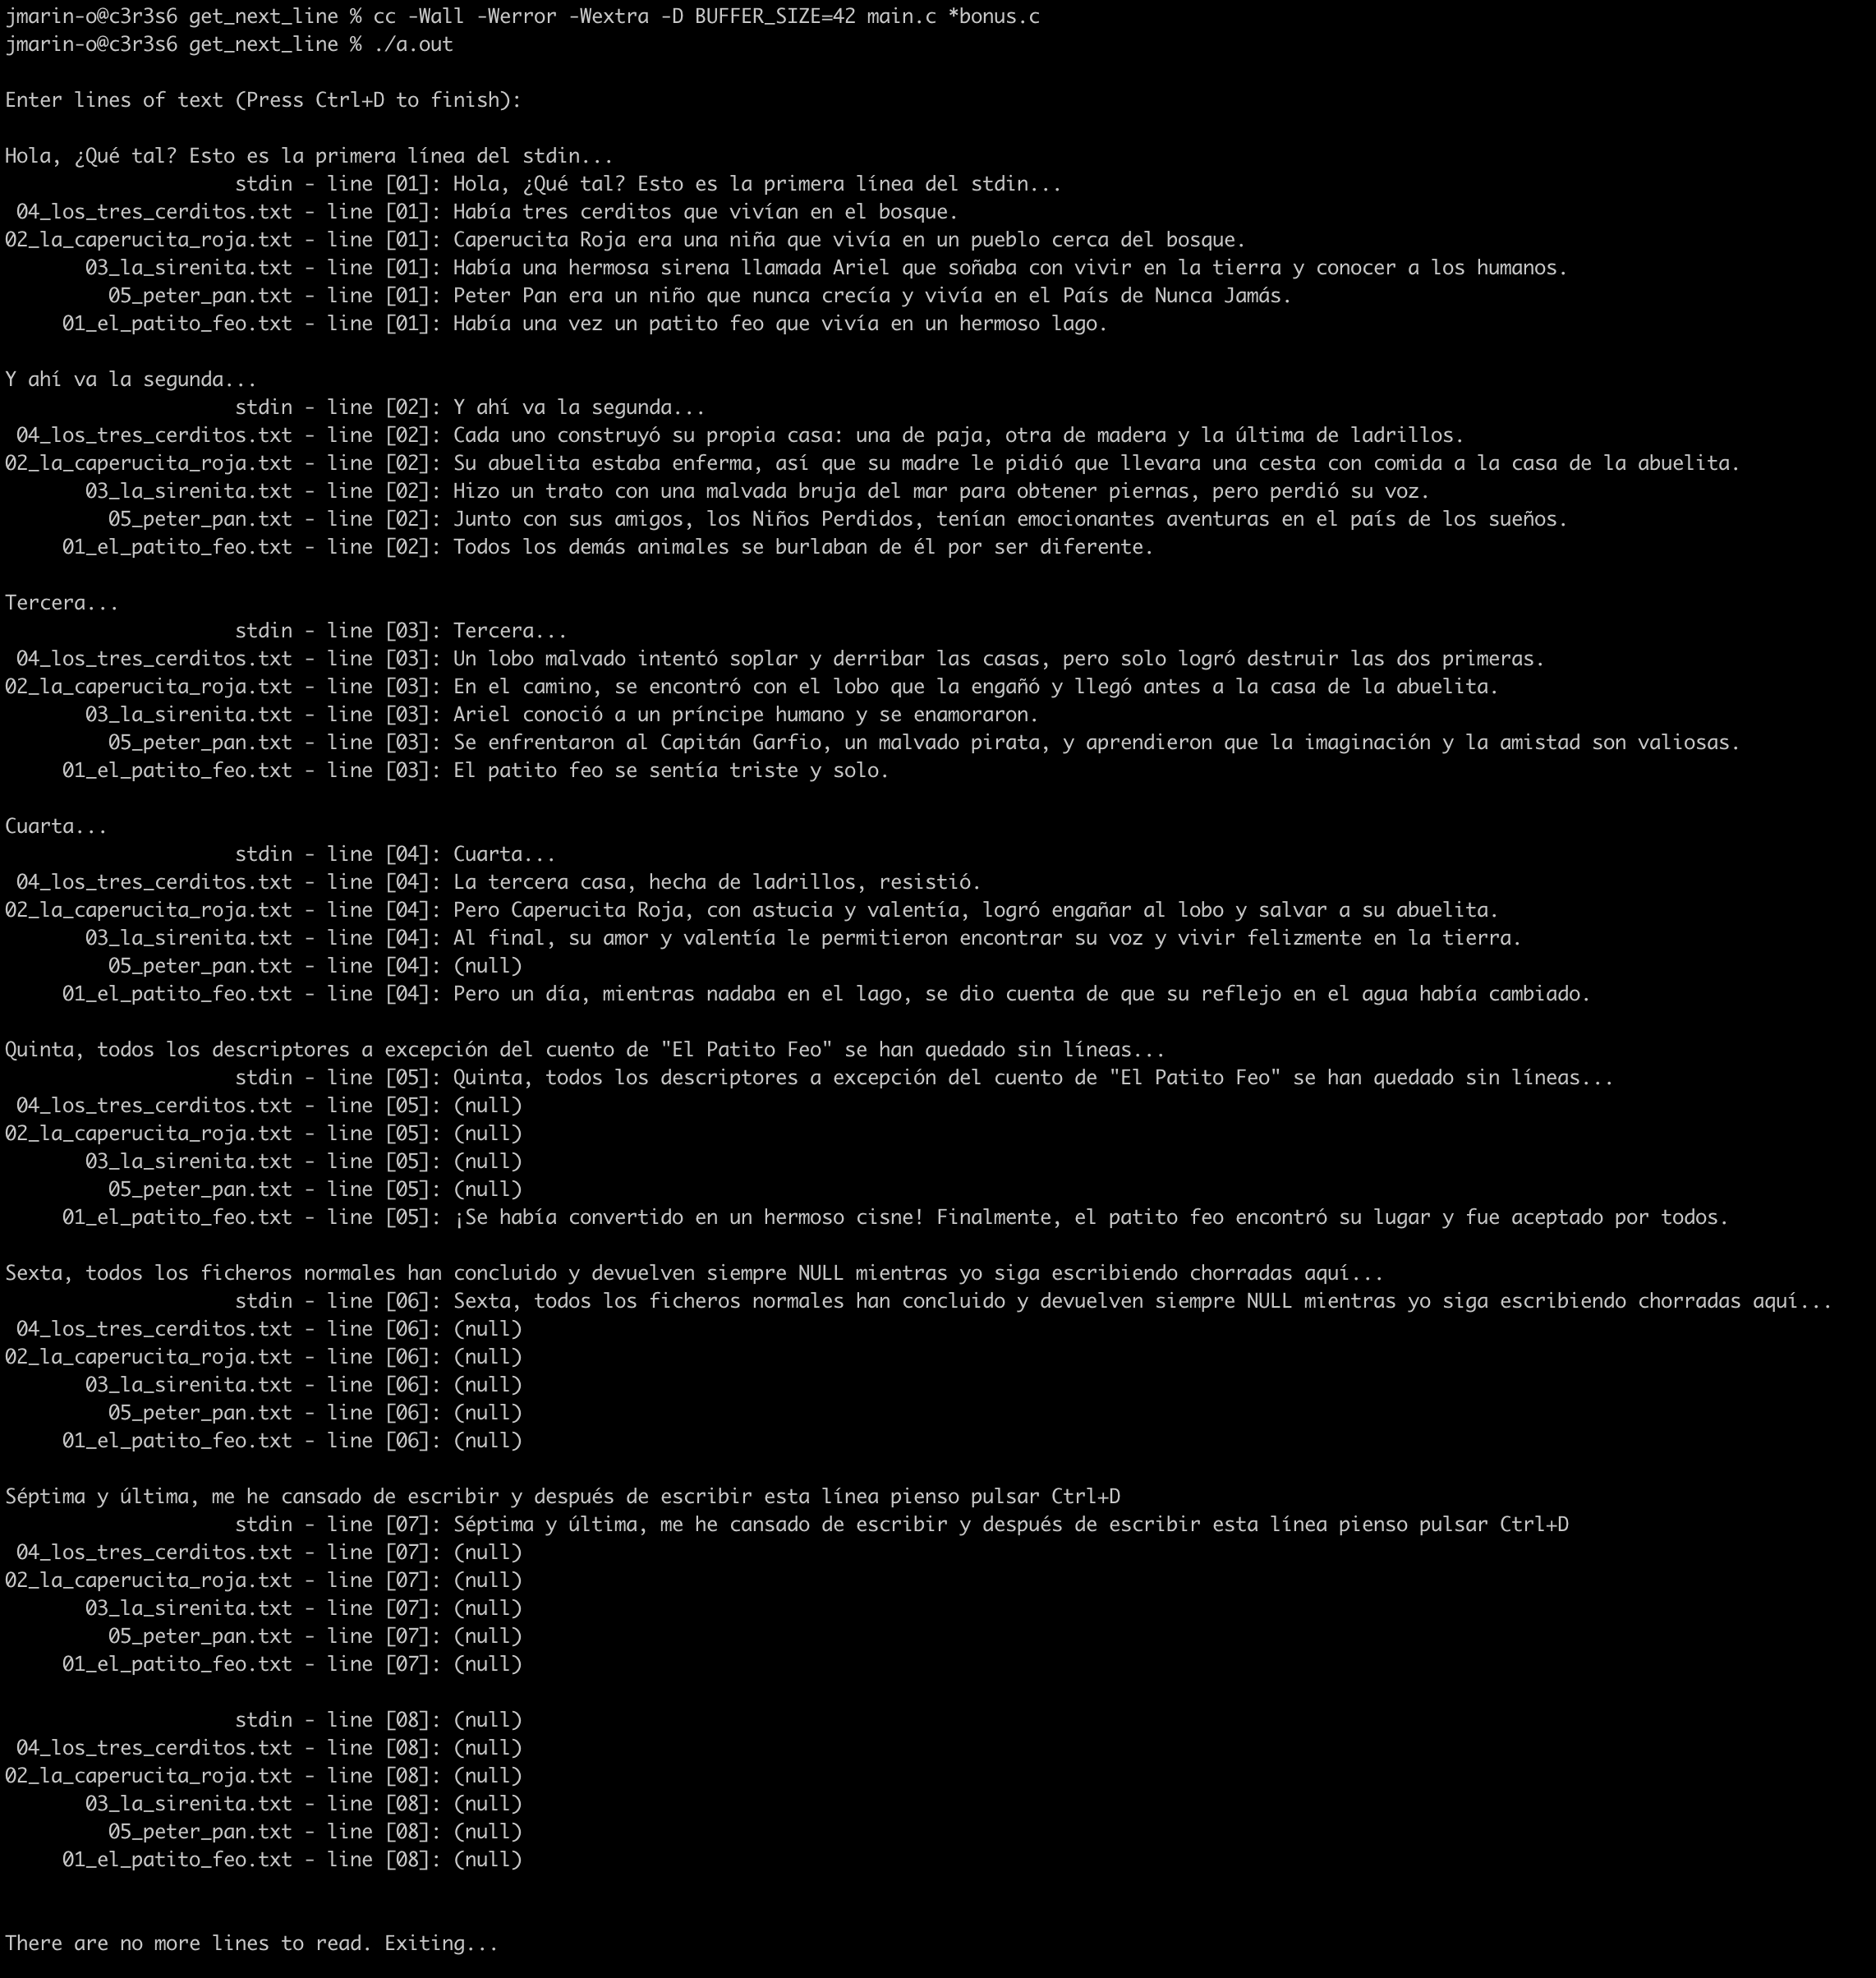 jmarin-o@c3r3s6 get_next_line % cc -Wall -Werror -Wextra -D BUFFER_SIZE=42 main.c *bonus.c
jmarin-o@c3r3s6 get_next_line % ./a.out
Enter lines of text (Press Ctrl+D to finish):
Hola, ¿Qué tal? Esto es la primera línea del stdin...
stdin - line [01]: Hola, ¿Qué tal? Esto es la primera línea del stdin...
04_los_tres_cerditos.txt - line [01]: Había tres cerditos que vivían en el bosque.
02_la_caperucita_roja.txt - line [01]: Caperucita Roja era una niña que vivía en un pueblo cerca del bosque.
03_la_sirenita.txt - line [01]: Había una hermosa sirena llamada Ariel que soñaba con vivir en la tierra y conocer a los humanos.
05_peter_pan.txt - line [01]: Peter Pan era un niño que nunca crecía y vivía en el País de Nunca Jamás.
01_el_patito_feo.txt - line [01]: Había una vez un patito feo que vivía en un hermoso lago.
Y ahí va la segunda...
stdin - line [02]: Y ahí va la segunda...
04_los_tres_cerditos.txt - line [02]: Cada uno construyó su propia casa: una de paja, otra de madera y la última de ladrillos.
02_la_caperucita_roja.txt - line [02]: Su abuelita estaba enferma, así que su madre le pidió que llevara una cesta con comida a la casa de la abuelita.
03_la_sirenita.txt - line [02]: Hizo un trato con una malvada bruja del mar para obtener piernas, pero perdió su voz.
05_peter_pan.txt - line [02]: Junto con sus amigos, los Niños Perdidos, tenían emocionantes aventuras en el país de los sueños.
01_el_patito_feo.txt - line [02]: Todos los demás animales se burlaban de él por ser diferente.
Tercera...
stdin - line [03]: Tercera...
04_los_tres_cerditos.txt - line [03]: Un lobo malvado intentó soplar y derribar las casas, pero solo logró destruir las dos primeras.
02_la_caperucita_roja.txt - line [03]: En el camino, se encontró con el lobo que la engañó y llegó antes a la casa de la abuelita.
03_la_sirenita.txt - line [03]: Ariel conoció a un príncipe humano y se enamoraron.
05_peter_pan.txt - line [03]: Se enfrentaron al Capitán Garfio, un malvado pirata, y aprendieron que la imaginación y la amistad son valiosas.
01_el_patito_feo.txt - line [03]: El patito feo se sentía triste y solo.
Cuarta...
stdin - line [04]: Cuarta...
04_los_tres_cerditos.txt - line [04]: La tercera casa, hecha de ladrillos, resistió.
02_la_caperucita_roja.txt - line [04]: Pero Caperucita Roja, con astucia y valentía, logró engañar al lobo y salvar a su abuelita.
03_la_sirenita.txt - line [04]: Al final, su amor y valentía le permitieron encontrar su voz y vivir felizmente en la tierra.
05_peter_pan.txt - line [04]: (null)
01_el_patito_feo.txt - line [04]: Pero un día, mientras nadaba en el lago, se dio cuenta de que su reflejo en el agua había cambiado.
Quinta, todos los descriptores a excepción del cuento de "El Patito Feo" se han quedado sin líneas...
stdin - line [05]: Quinta, todos los descriptores a excepción del cuento de "El Patito Feo" se han quedado sin líneas...
04_los_tres_cerditos.txt - line [05]: (null)
02_la_caperucita_roja.txt - line [05]: (null)
03_la_sirenita.txt - line [05]: (null)
05_peter_pan.txt - line [05]: (null)
01_el_patito_feo.txt - line [05]: ¡Se había convertido en un hermoso cisne! Finalmente, el patito feo encontró su lugar y fue aceptado por todos.
Sexta, todos los ficheros normales han concluido y devuelven siempre NULL mientras yo siga escribiendo chorradas aquí...
stdin - line [06]: Sexta, todos los ficheros normales han concluido y devuelven siempre NULL mientras yo siga escribiendo chorradas aquí...
04_los_tres_cerditos.txt - line [06]: (null)
02_la_caperucita_roja.txt - line [06]: (null)
03_la_sirenita.txt - line [06]: (null)
05_peter_pan.txt - line [06]: (null)
01_el_patito_feo.txt - line [06]: (null)
Séptima y última, me he cansado de escribir y después de escribir esta línea pienso pulsar Ctrl+D
stdin - line [07]: Séptima y última, me he cansado de escribir y después de escribir esta línea pienso pulsar Ctrl+D
04_los_tres_cerditos.txt - line [07]: (null)
02_la_caperucita_roja.txt - line [07]: (null)
03_la_sirenita.txt - line [07]: (null)
05_peter_pan.txt - line [07]: (null)
01_el_patito_feo.txt - line [07]: (null)
stdin - line [08]: (null)
04_los_tres_cerditos.txt - line [08]: (null)
02_la_caperucita_roja.txt - line [08]: (null)
03_la_sirenita.txt - line [08]: (null)
05_peter_pan.txt - line [08]: (null)
01_el_patito_feo.txt - line [08]: (null)
There are no more lines to read. Exiting...